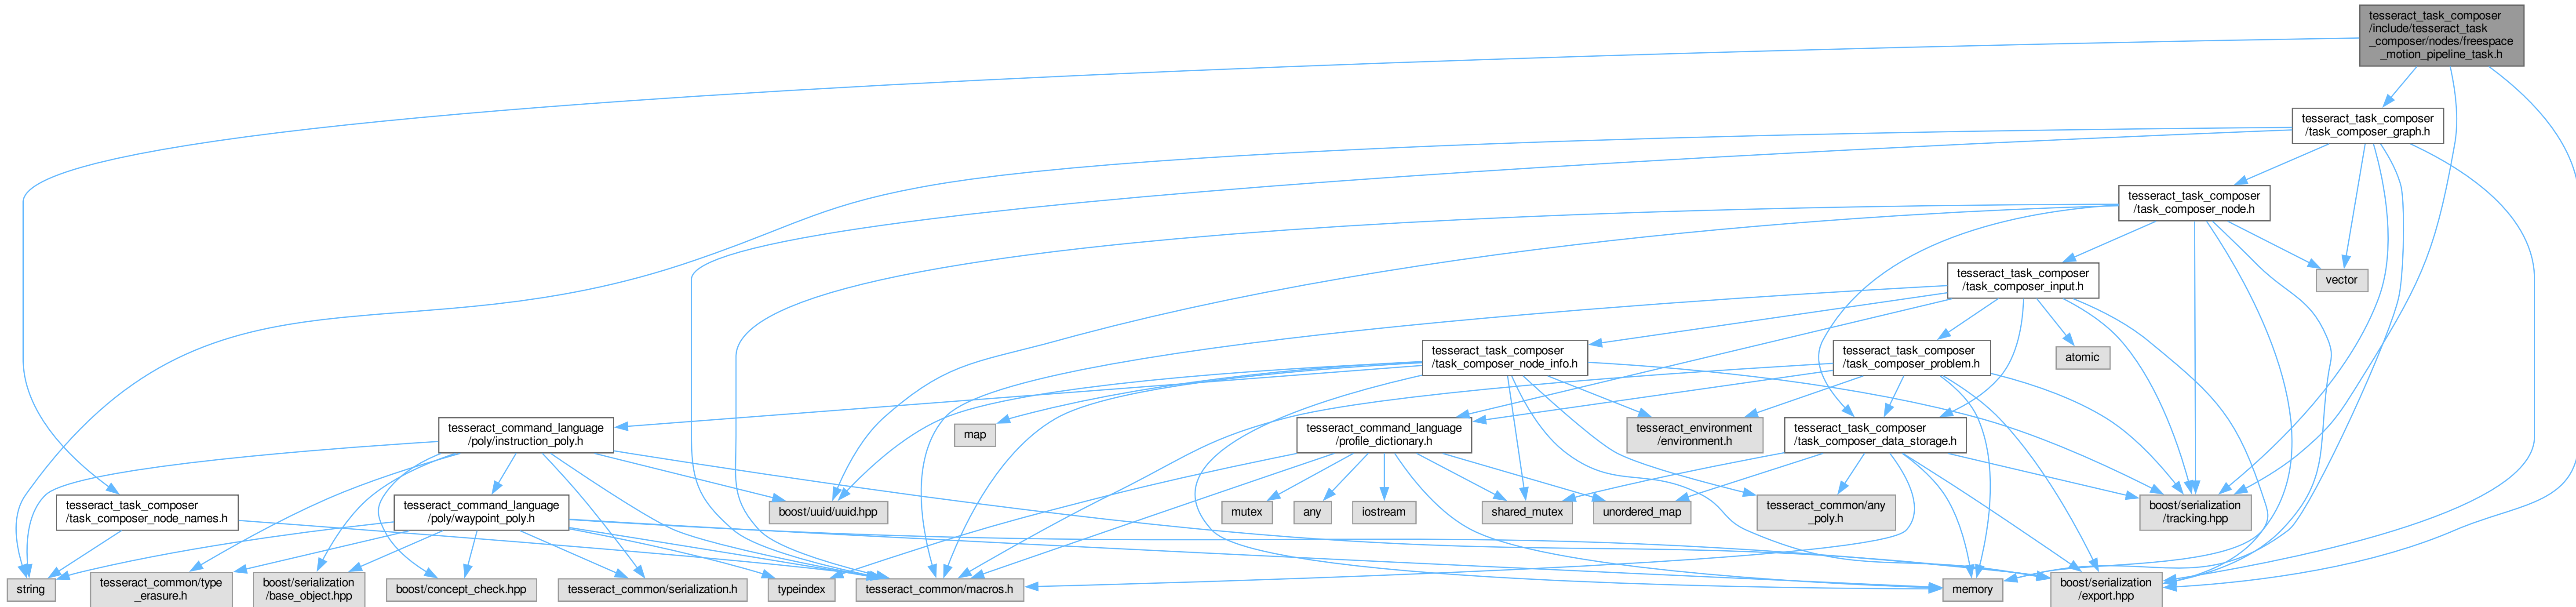 tesseract_task_composer
/include/tesseract_task
_composer/nodes/freespace
_motion_pipeline_task.h
tesseract_task_composer
/task_composer_graph.h
tesseract_task_composer
/task_composer_node.h
tesseract_task_composer
/task_composer_input.h
vector
tesseract_task_composer
/task_composer_node_info.h
tesseract_task_composer
/task_composer_problem.h
atomic
tesseract_command_language
/poly/instruction_poly.h
map
tesseract_command_language
/profile_dictionary.h
tesseract_environment
/environment.h
tesseract_task_composer
/task_composer_data_storage.h
tesseract_task_composer
/task_composer_node_names.h
tesseract_command_language
/poly/waypoint_poly.h
boost/uuid/uuid.hpp
mutex
any
iostream
shared_mutex
unordered_map
tesseract_common/any
_poly.h
boost/serialization
/tracking.hpp
string
tesseract_common/type
_erasure.h
boost/serialization
/base_object.hpp
boost/concept_check.hpp
tesseract_common/serialization.h
typeindex
tesseract_common/macros.h
memory
boost/serialization
/export.hpp